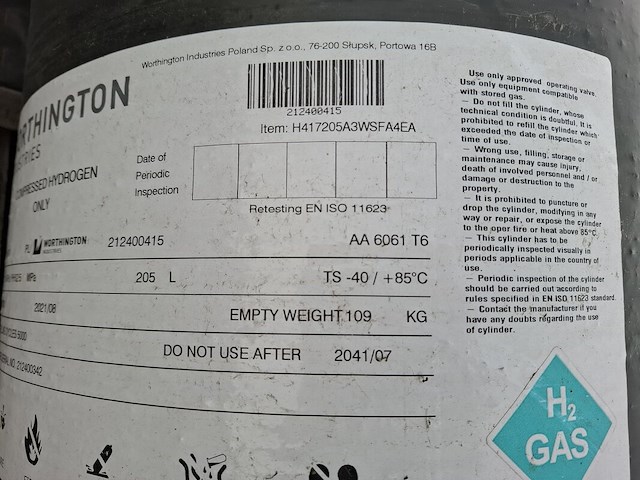 Worthington Industries Poland Sp. z o.o., 76-200 Słupsk, Portowa 16B
WORTHINGTON
INDUSTRIES
COMPRESSED HYDROGEN
ONLY
212400415
Item: H417205A3WSFA4EA
Date of
Periodic
Inspection
Retesting EN ISO 11623
PL WORTHINGTON INDUSTRIES 212400415 AA 6061 T6
MPa 205 L TS -40 / +85°C
2021/08 EMPTY WEIGHT 109 KG
DO NOT USE AFTER 2041/07
212400342
Use only approved operating valve.
Use only equipment compatible
with stored gas.
— Do not fill the cylinder, whose
technical condition is doubtful. It is
prohibited to refill the cylinder which
exceeded the date of inspection or
time of use.
— Wrong use, filling, storage or
maintenance may cause injury,
death of involved personnel and / or
damage or destruction to the
property.
— It is prohibited to puncture or
drop the cylinder, modifying in any
way or repair, or expose the cylinder
to the oper fire or heat above 85°C.
— This cylinder has to be
periodically inspected visually in
periods applicable in the country of
use.
— Periodic inspection of the cylinder
should be carried out according to
rules specified in EN ISO 11623 standard.
— Contact the manufacturer if you
have any doubts regarding the use
of cylinder.
H2
GAS